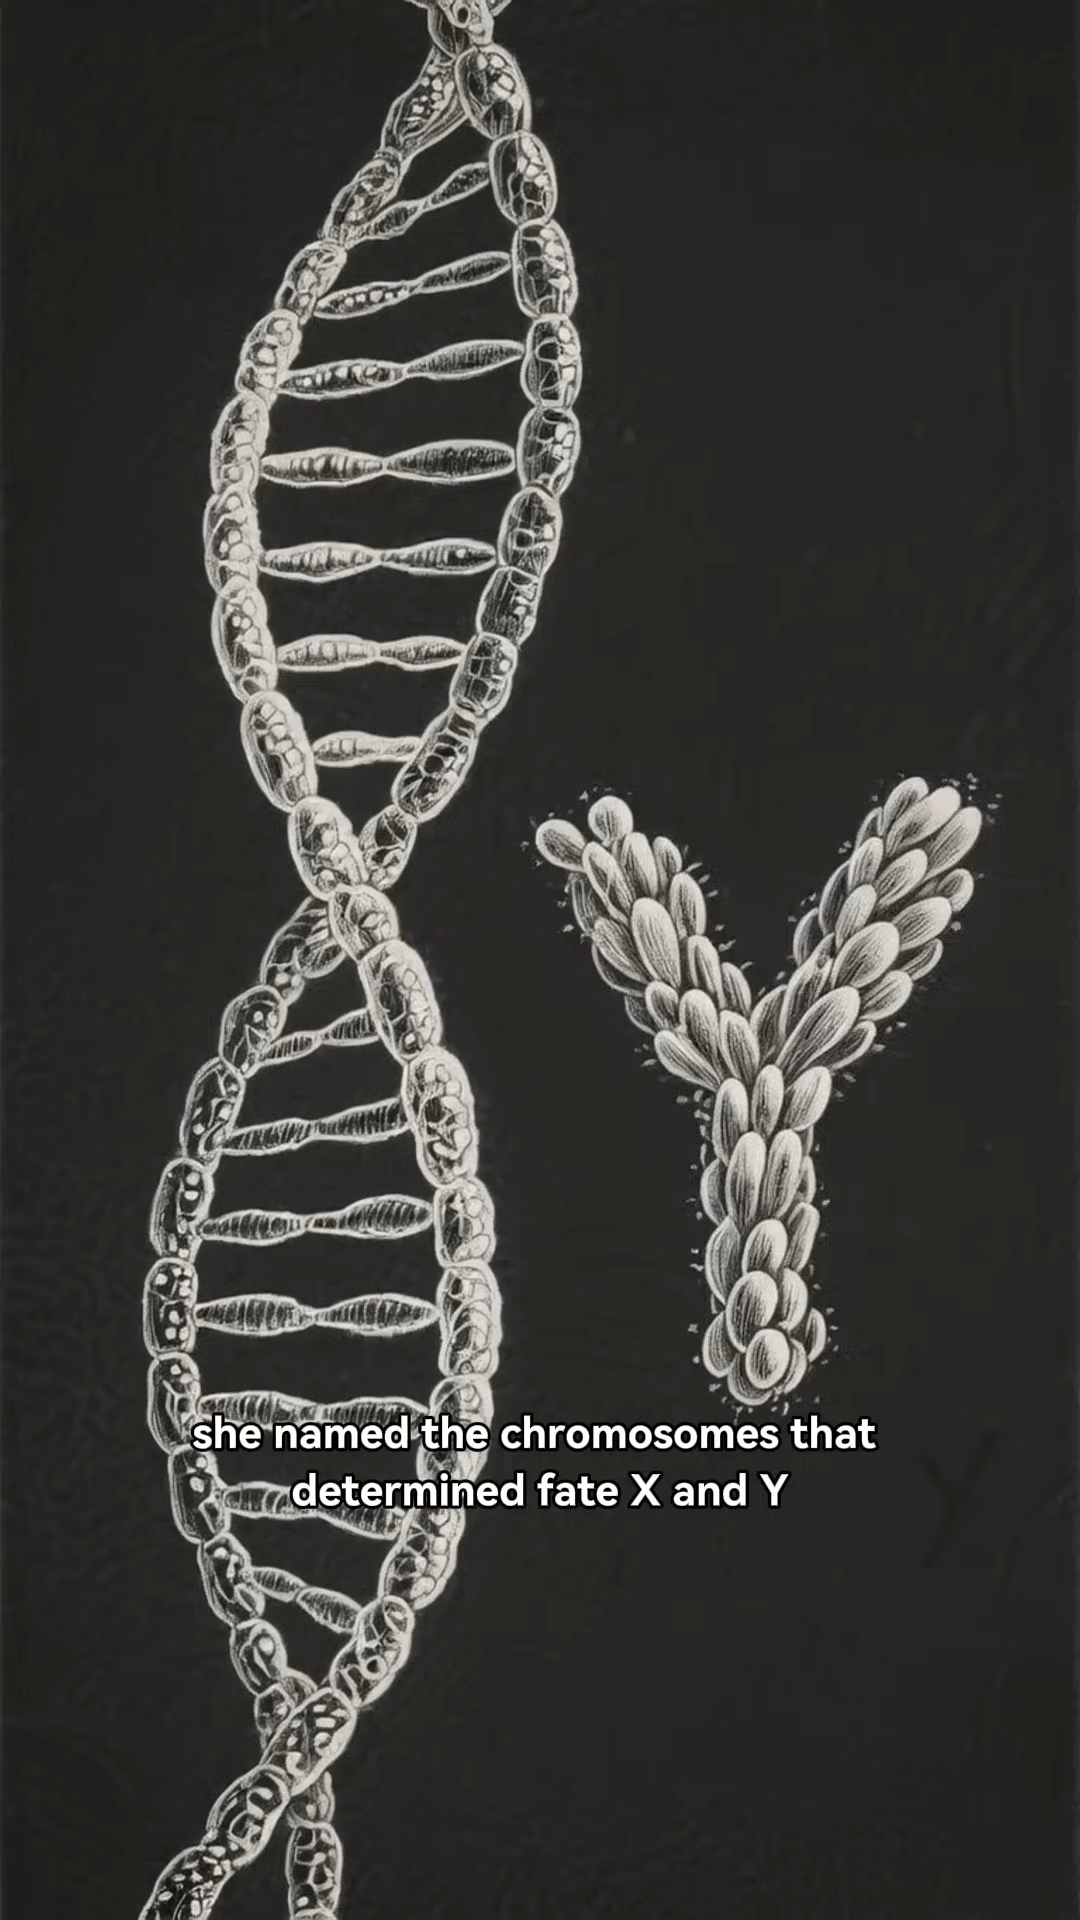 she named the chromosomes that
determined fate X and Y